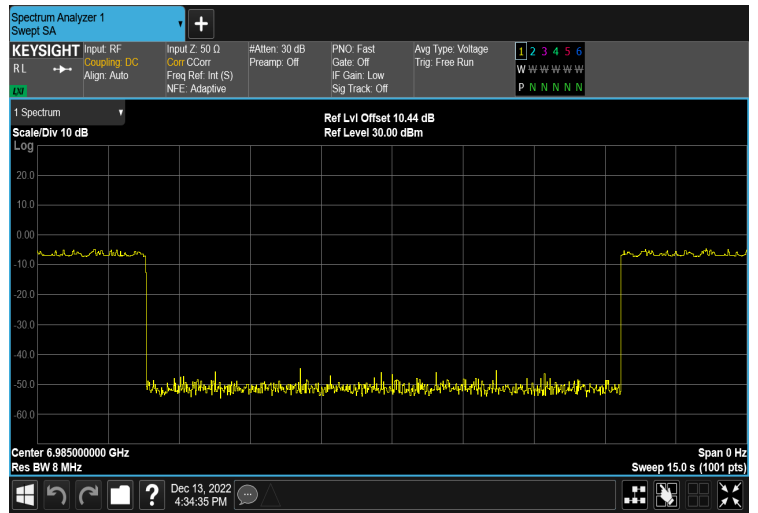 Spectrum Analyzer 1
Swept SA
+
KEYSIGHT
RL
LXI
Input: RF
Coupling: DC
Align: Auto
Input Z: 50 Ω
Corr CCorr
Freq Ref: Int (S)
NFE: Adaptive
#Atten: 30 dB
Preamp: Off
PNO: Fast
Gate: Off
IF Gain: Low
Sig Track: Off
Avg Type: Voltage
Trig: Free Run
1 2 3 4 5 6
W W W W W W
P N N N N N
1 Spectrum
Scale/Div 10 dB
Log
Ref Lvl Offset 10.44 dB
Ref Level 30.00 dBm
20.0
10.0
0.00
-10.0
-20.0
-30.0
-40.0
-50.0
-60.0
Center 6.985000000 GHz
Res BW 8 MHz
Span 0 Hz
Sweep 15.0 s (1001 pts)
?
Dec 13, 2022
4:34:35 PM